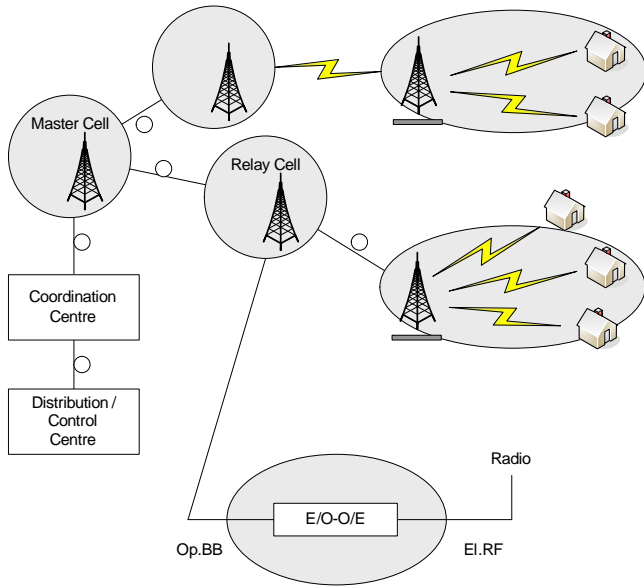 Master Cell
Relay Cell
Coordination
Centre
Distribution /
Control
Centre
Radio
E/O-O/E
Op.BB
El.RF